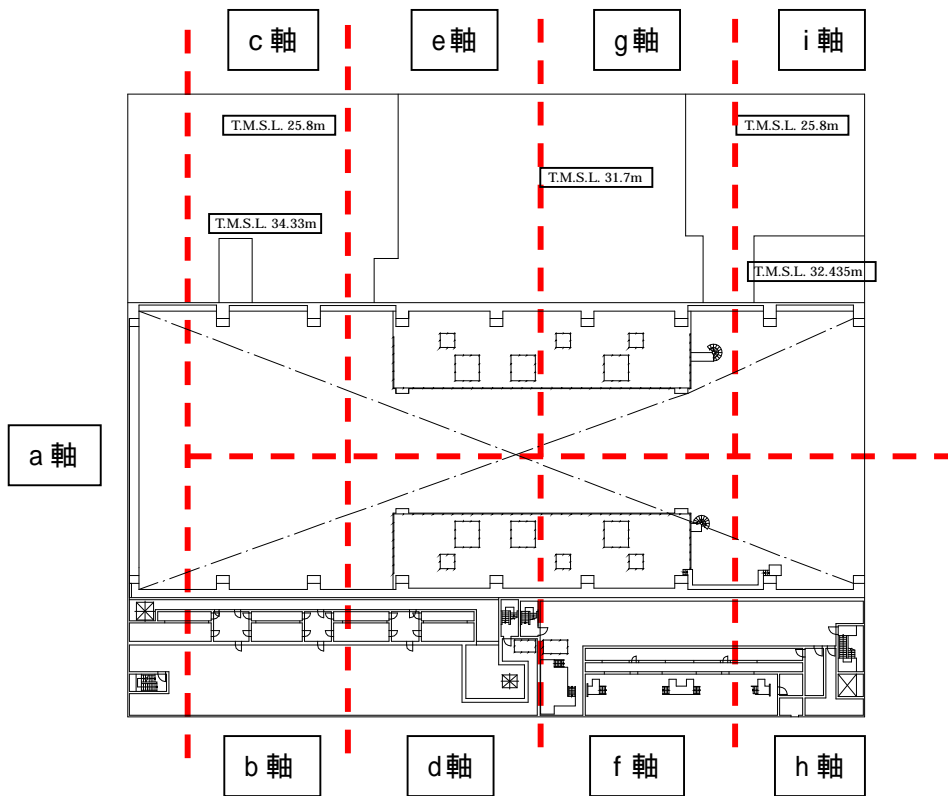 c 軸
e 軸
g 軸
i 軸
T.M.S.L. 25.8m
T.M.S.L. 25.8m
T.M.S.L. 31.7m
T.M.S.L. 34.33m
T.M.S.L. 32.435m
a 軸
b 軸
d 軸
f 軸
h 軸